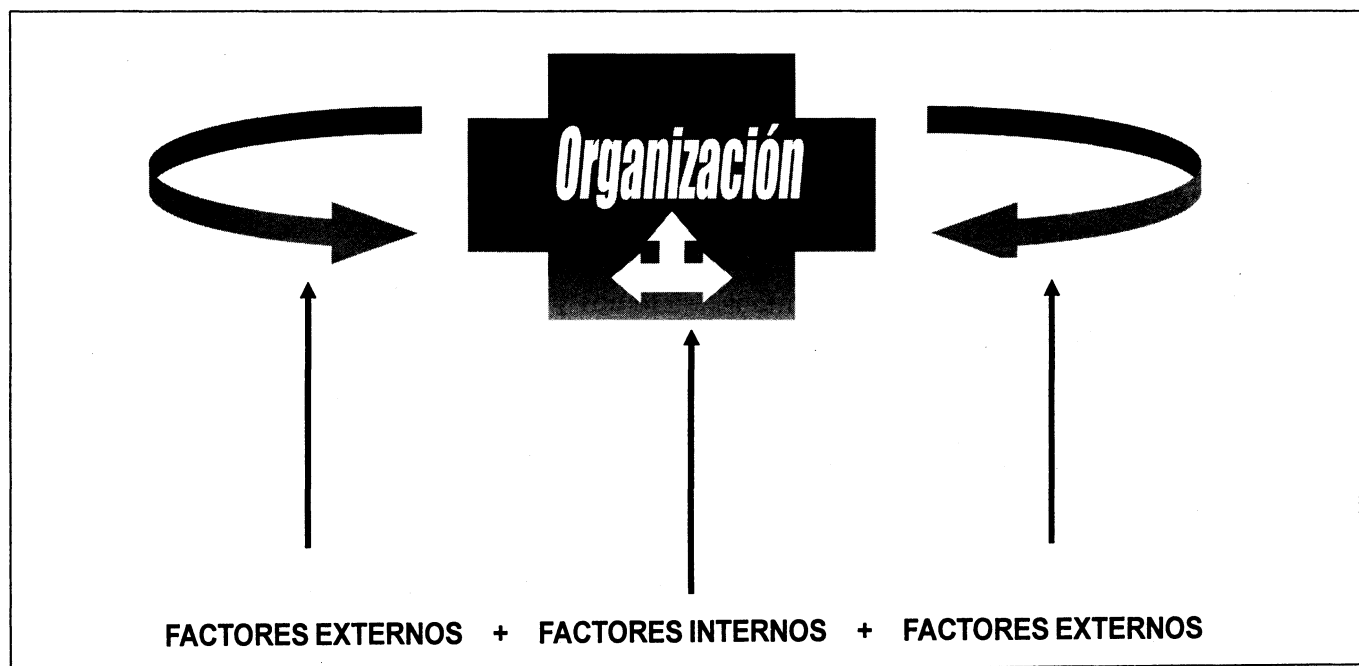 Organización
FACTORES EXTERNOS + FACTORES INTERNOS + FACTORES EXTERNOS